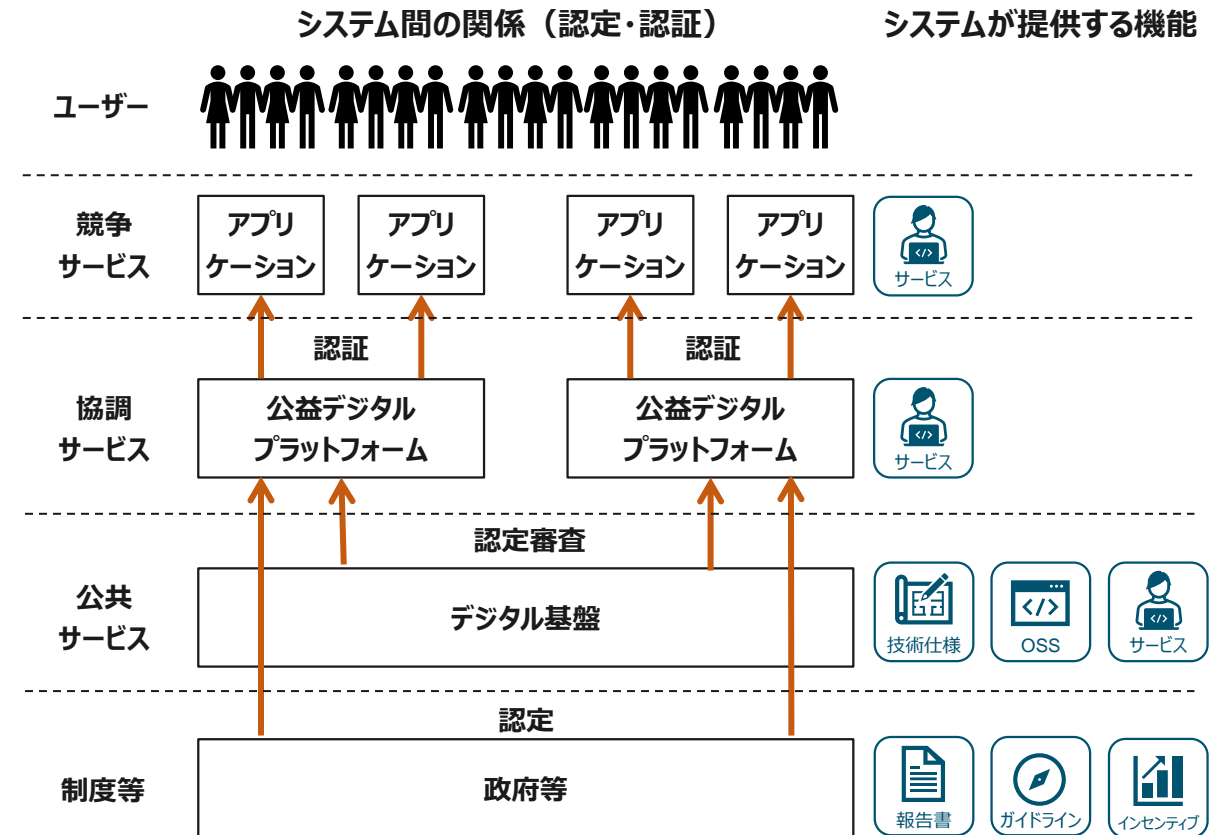 システム間の関係（認定・認証）
システムが提供する機能
ユーザー
競争
サービス
アプリ
ケーション
アプリ
ケーション
アプリ
ケーション
アプリ
ケーション
</>
サービス
認証
認証
協調
サービス
公益デジタル
プラットフォーム
公益デジタル
プラットフォーム
</>
サービス
認定審査
公共
サービス
デジタル基盤
技術仕様
</>
OSS
</>
サービス
認定
制度等
政府等
報告書
ガイドライン
インセンティブ